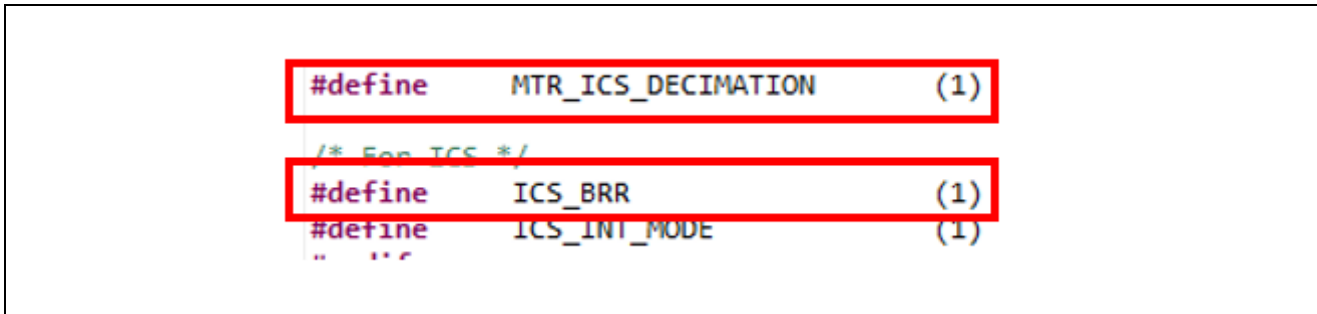 #define MTR_ICS_DECIMATION (1)
/* For ICS */
#define ICS_BRR (1)
#define ICS_INT_MODE (1)